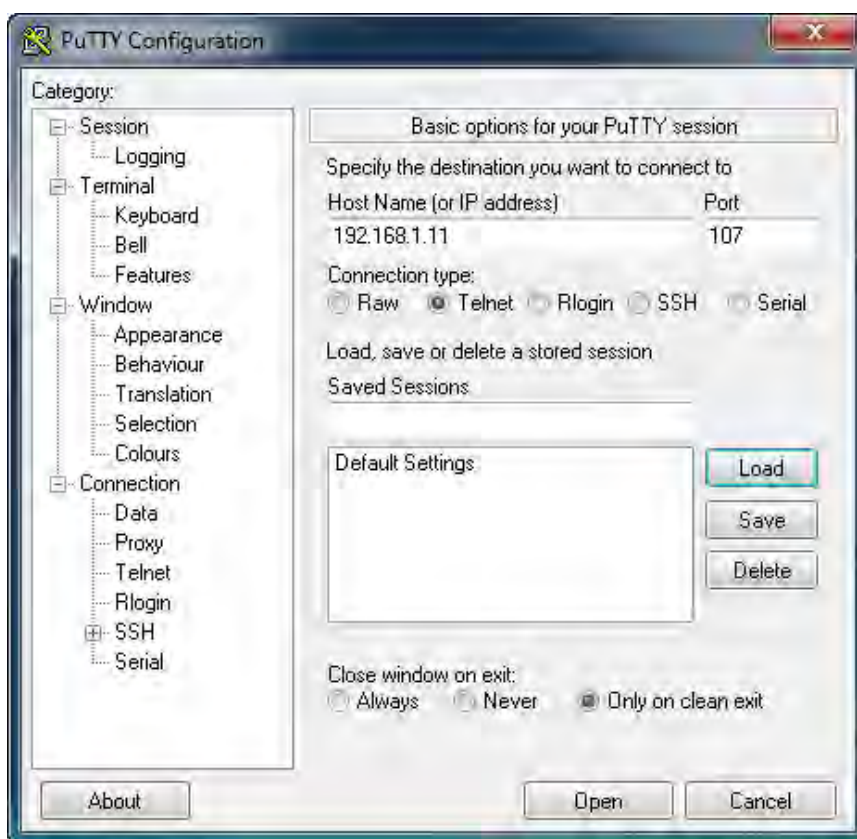 PuTTY Configuration
Category:
Session
Logging
Terminal
Keyboard
Bell
Features
Window
Appearance
Behaviour
Translation
Selection
Colours
Connection
Data
Proxy
Telnet
Rlogin
SSH
Serial
Basic options for your PuTTY session
Specify the destination you want to connect to
Host Name (or IP address) Port
192.168.1.11 107
Connection type:
Raw Telnet Rlogin SSH Serial
Load, save or delete a stored session
Saved Sessions
Default Settings
Load
Save
Delete
Close window on exit:
Always Never Only on clean exit
About Open Cancel